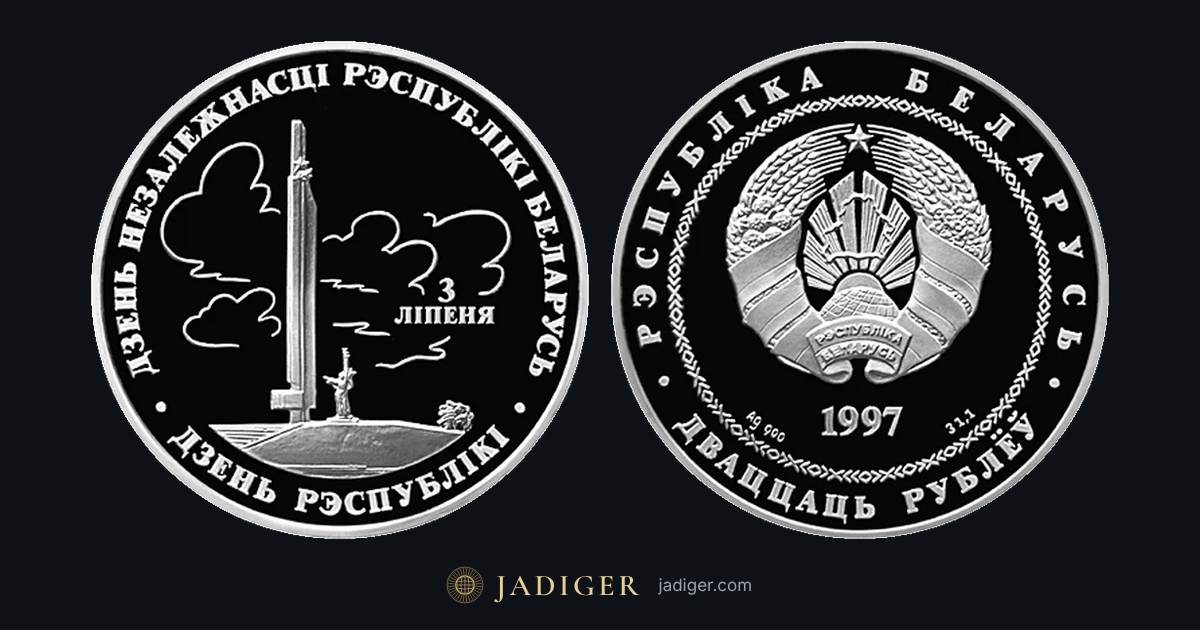 ДЗЕНЬ НЕЗАЛЕЖНАСЦІ РЭСПУБЛІКІ БЕЛАРУСЬ
3
ЛІПЕНЯ
• ДЗЕНЬ РЭСПУБЛІКІ •
РЭСПУБЛІКА БЕЛАРУСЬ
РЭСПУБЛІКА
БЕЛАРУСЬ
Ag 900
1997
31,1
• ДВАЦЦАЦЬ РУБЛЁЎ •
JADIGER
jadiger.com